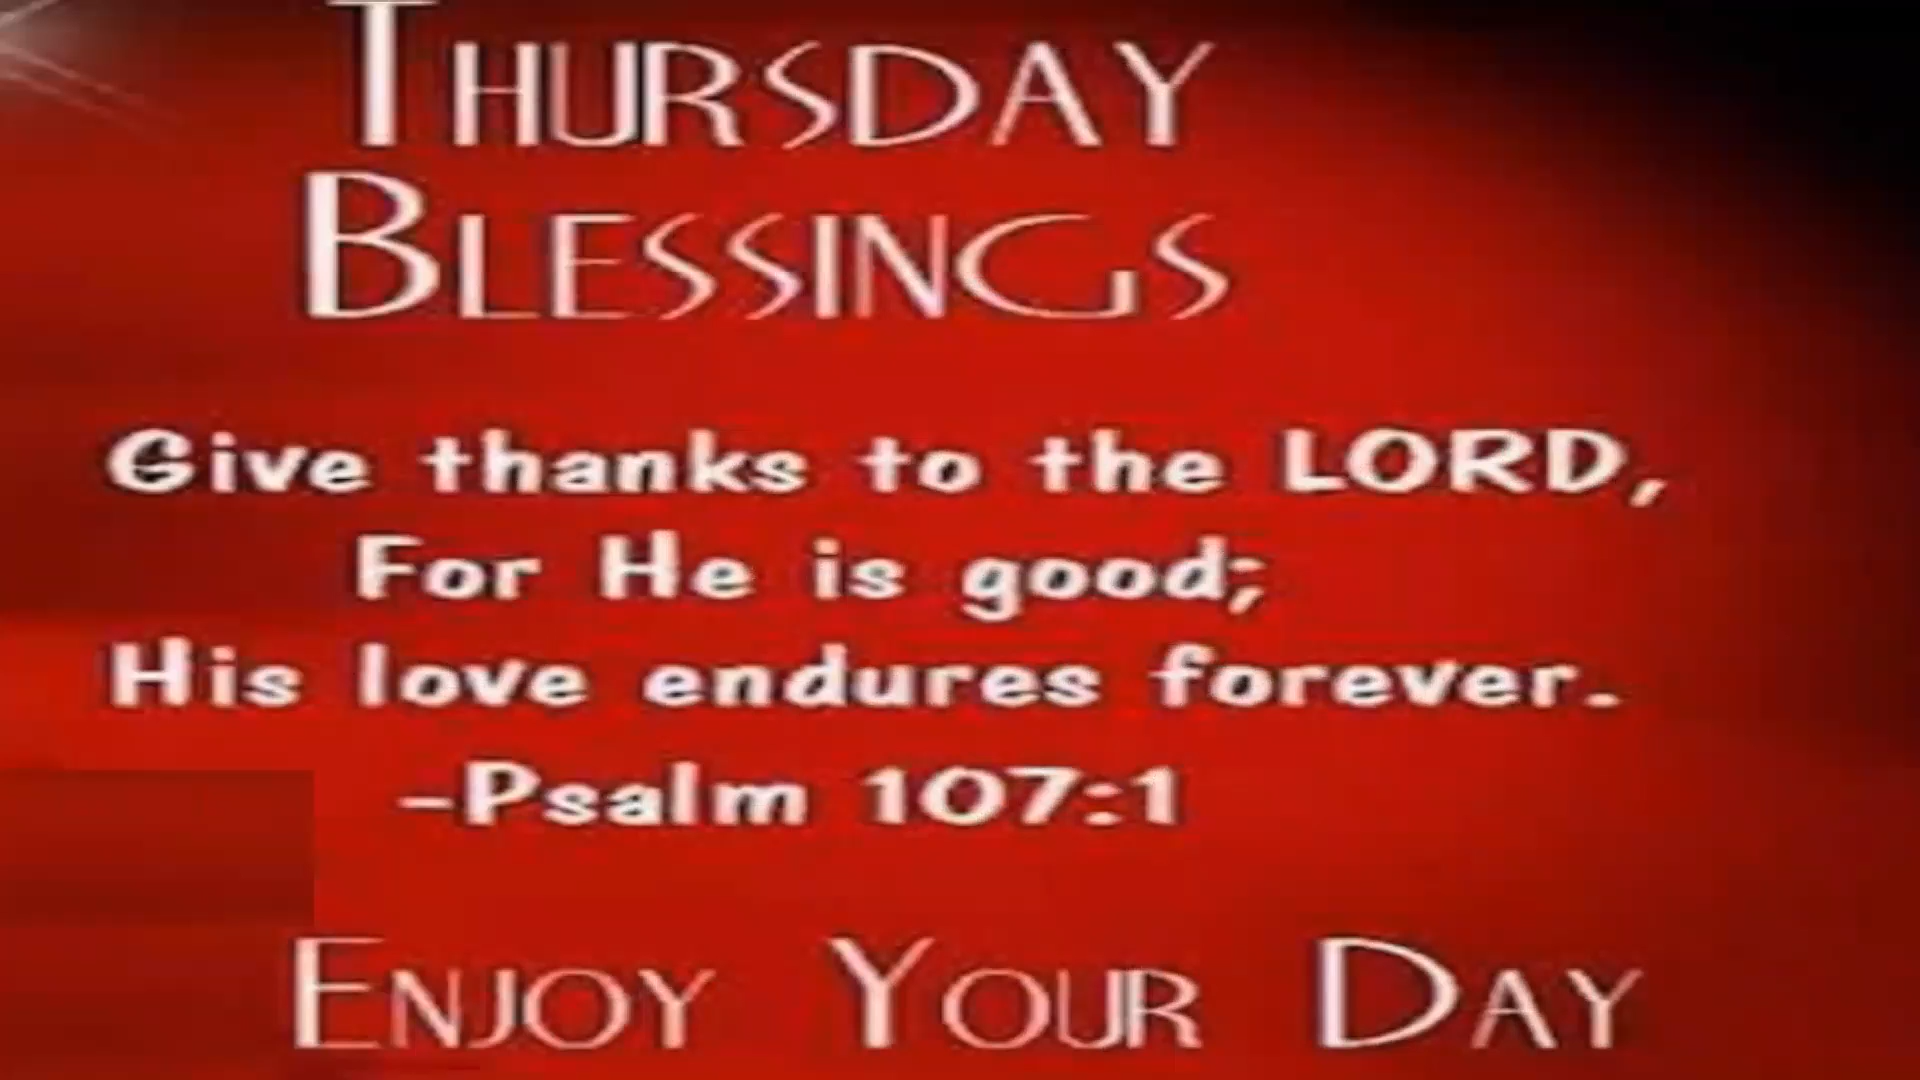 THURSDAY
BLESSINGS
Give thanks to the LORD,
For He is good;
His love endures forever.
-Psalm 107:1
ENJOY YOUR DAY